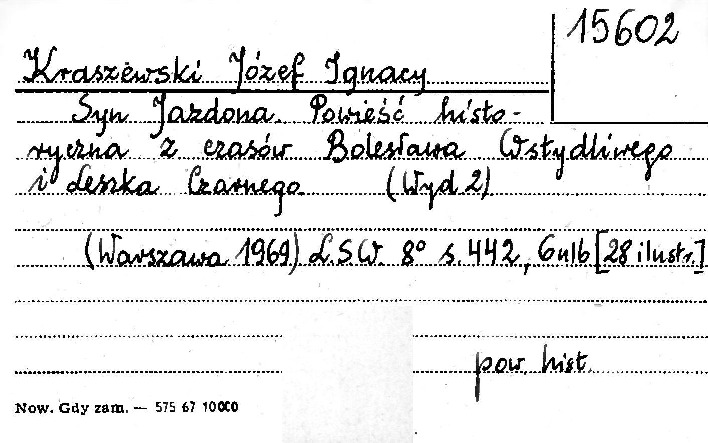 15602
Kraszewski Józef Ignacy
Syn Jazdona. Powieść histo-
ryczna z czasów Bolesława Wstydliwego
i Leszka Czarnego (Wyd 2)
(Warszawa 1969) L.S.W. 8° s. 442, 6 nlb [28 ilustr.]
pow. hist.
Now. Gdy zam. — 575 67 10000